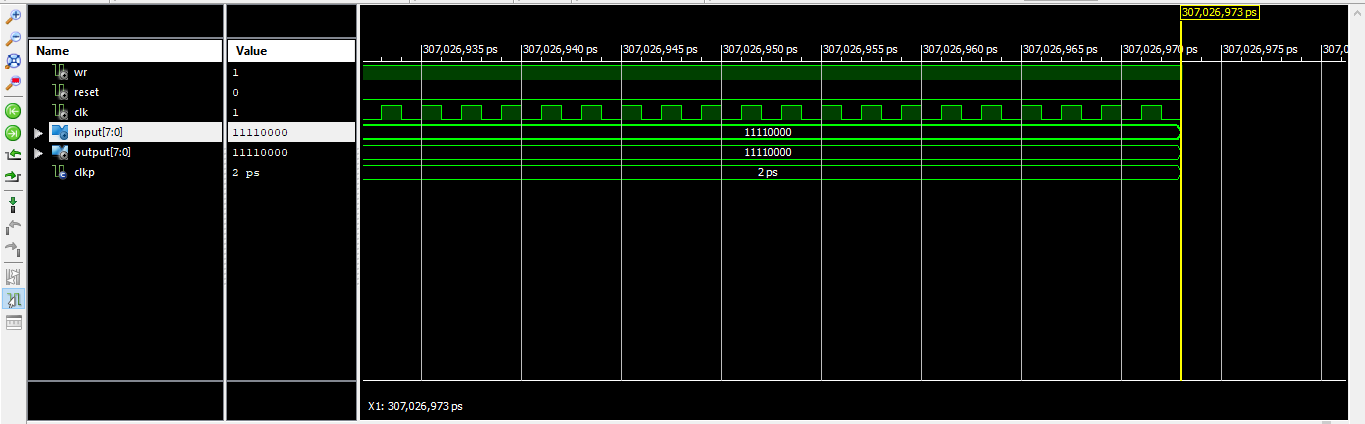 307,026,973 ps
Name Value 307,026,935 ps 307,026,940 ps 307,026,945 ps 307,026,950 ps 307,026,955 ps 307,026,960 ps 307,026,965 ps 307,026,970 ps 307,026,975 ps 307,0
wr 1
reset 0
clk 1
input[7:0] 11110000 11110000
output[7:0] 11110000 11110000
clkp 2 ps 2 ps
X1: 307,026,973 ps